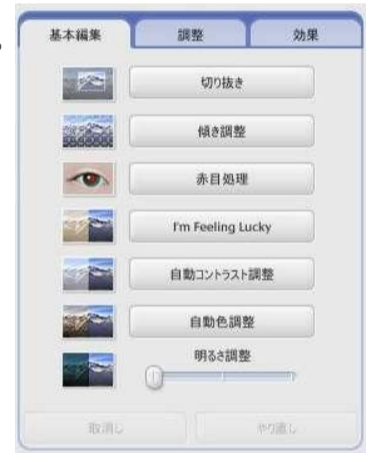 基本編集 調整 効果
切り抜き
傾き調整
赤目処理
I'm Feeling Lucky
自動コントラスト調整
自動色調整
明るさ調整
取消し やり直し